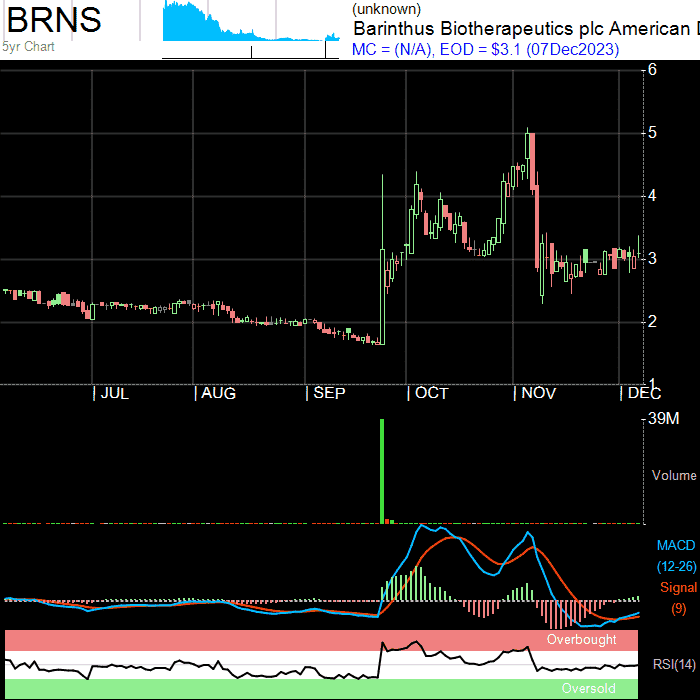 BRNS
5yr Chart
(unknown)
Barinthus Biotherapeutics plc American
MC = (N/A), EOD = $3.1 (07Dec2023)
6
5
4
3
2
1
JUL AUG SEP OCT NOV DEC
39M
Volume
MACD
(12-26)
Signal
(9)
Overbought
RSI(14)
Oversold